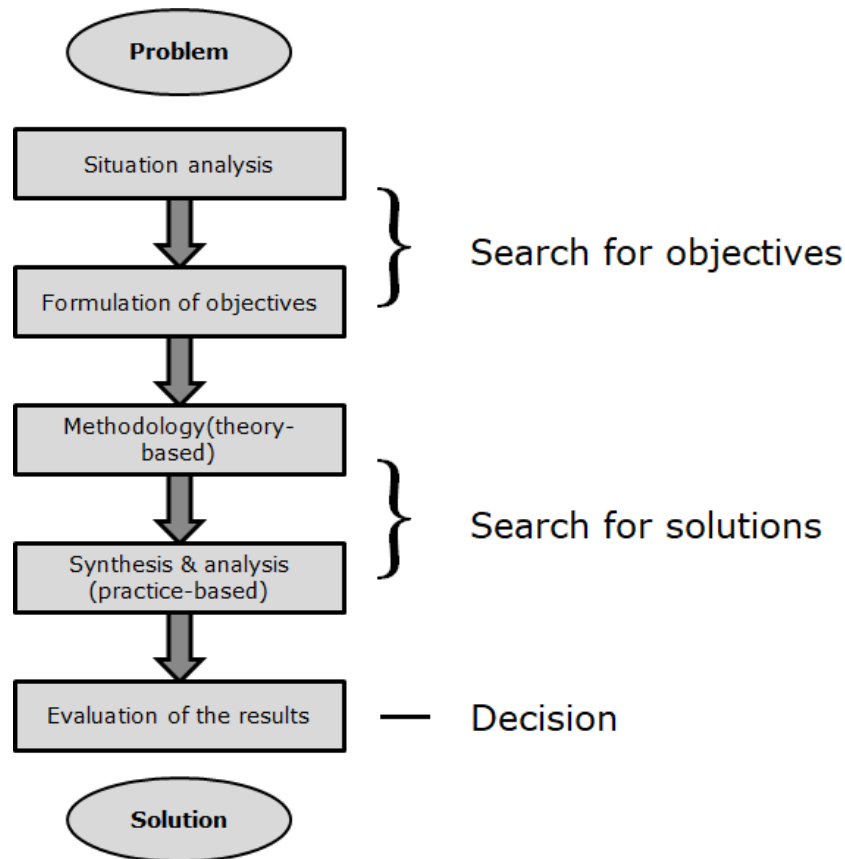 Problem
Situation analysis
Search for objectives
Formulation of objectives
Methodology(theory-
based)
Search for solutions
Synthesis & analysis
(practice-based)
Evaluation of the results
Decision
Solution